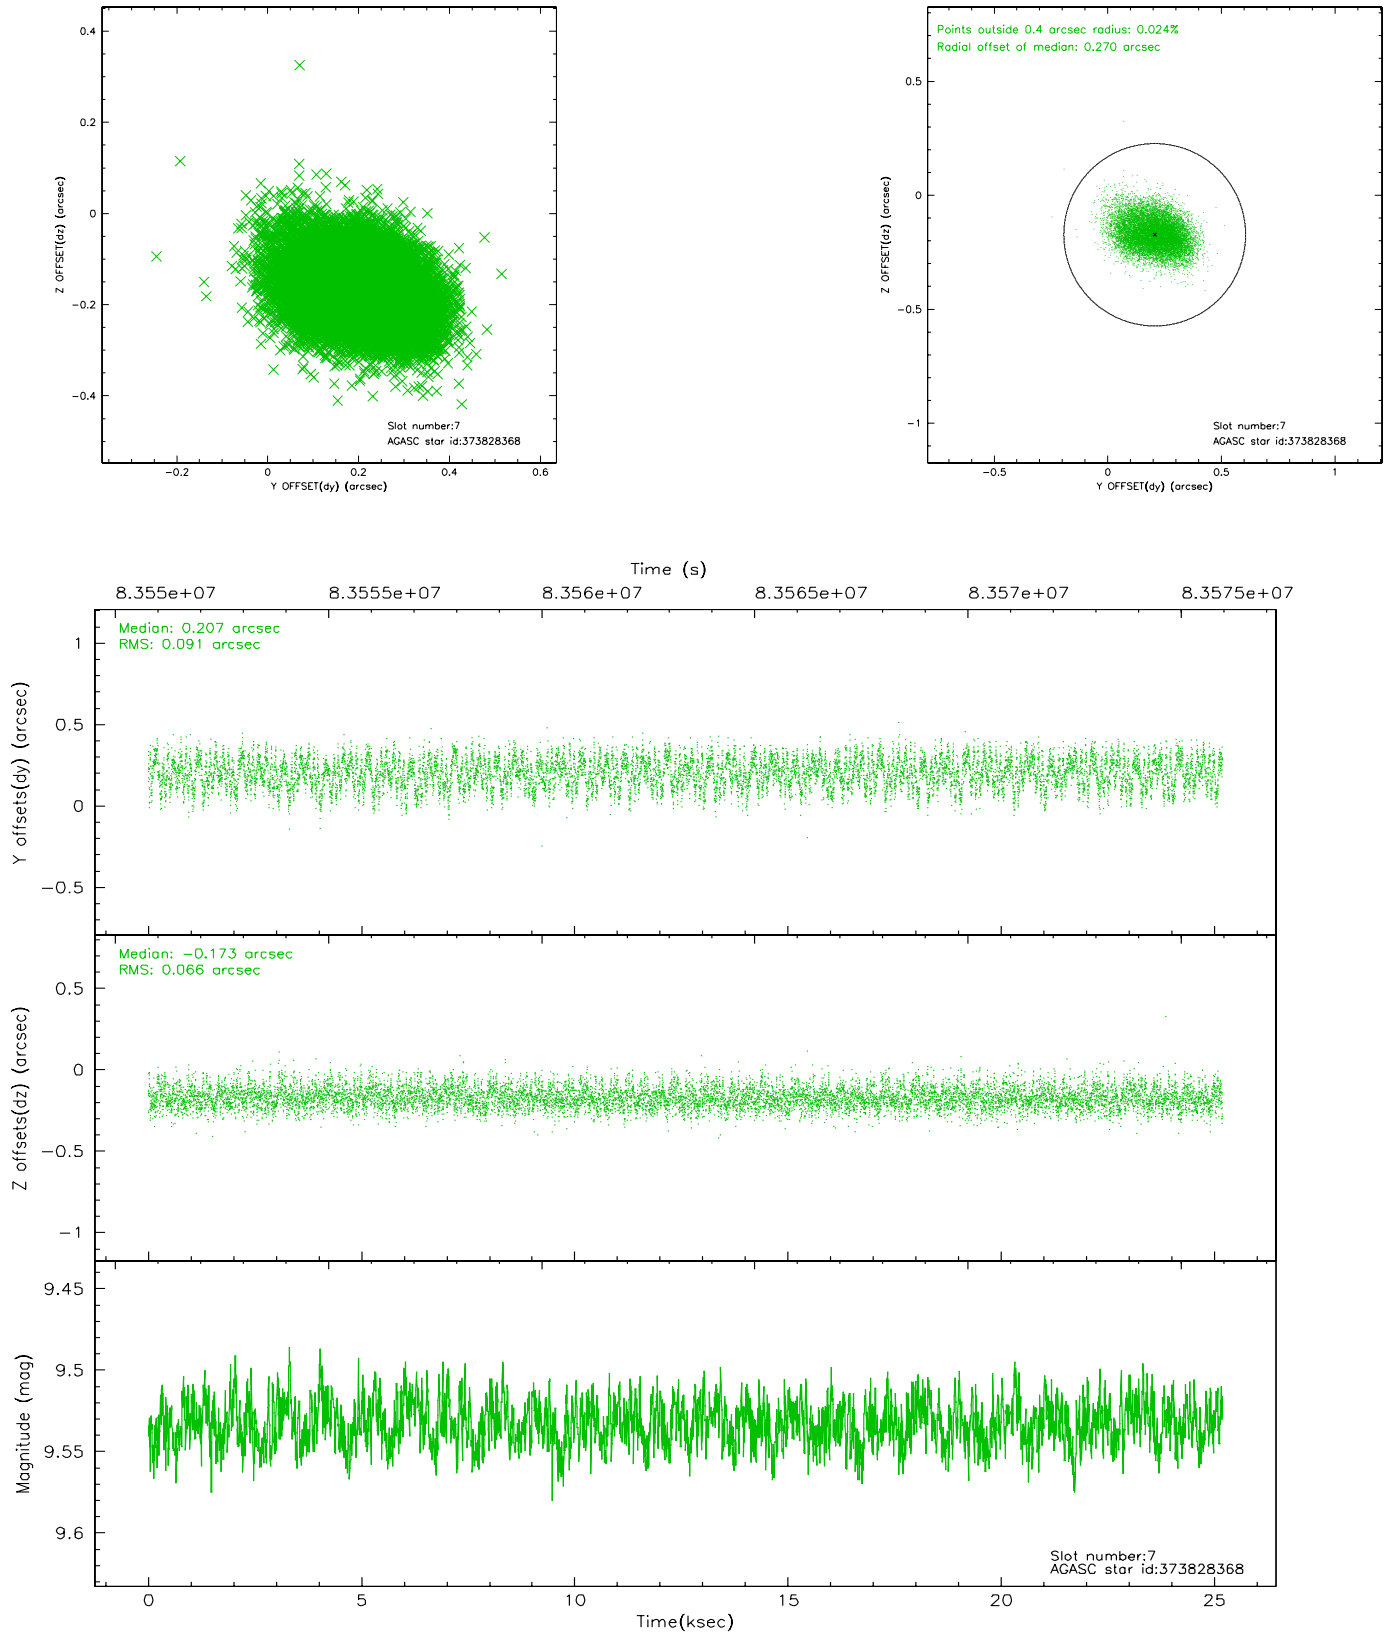 0.4
0.2
0
−0.2
−0.4
Z OFFSET(dz) (arcsec)
Slot number:7
AGASC star id:373828368
−0.2
0
0.2
0.4
0.6
Y OFFSET(dy) (arcsec)
Points outside 0.4 arcsec radius: 0.024%
Radial offset of median: 0.270 arcsec
0.5
0
−0.5
−1
Z OFFSET(dz) (arcsec)
Slot number:7
AGASC star id:373828368
−0.5
0
0.5
1
Y OFFSET(dy) (arcsec)
Time (s)
8.355e+07
8.3555e+07
8.356e+07
8.3565e+07
8.357e+07
8.3575e+07
Median: 0.207 arcsec
RMS: 0.091 arcsec
1
0.5
0
−0.5
Y offsets(dy) (arcsec)
Median: −0.173 arcsec
RMS: 0.066 arcsec
0.5
0
−0.5
−1
Z offsets(dz) (arcsec)
9.45
9.5
9.55
9.6
Magnitude (mag)
Slot number:7
AGASC star id:373828368
0
5
10
15
20
25
Time(ksec)